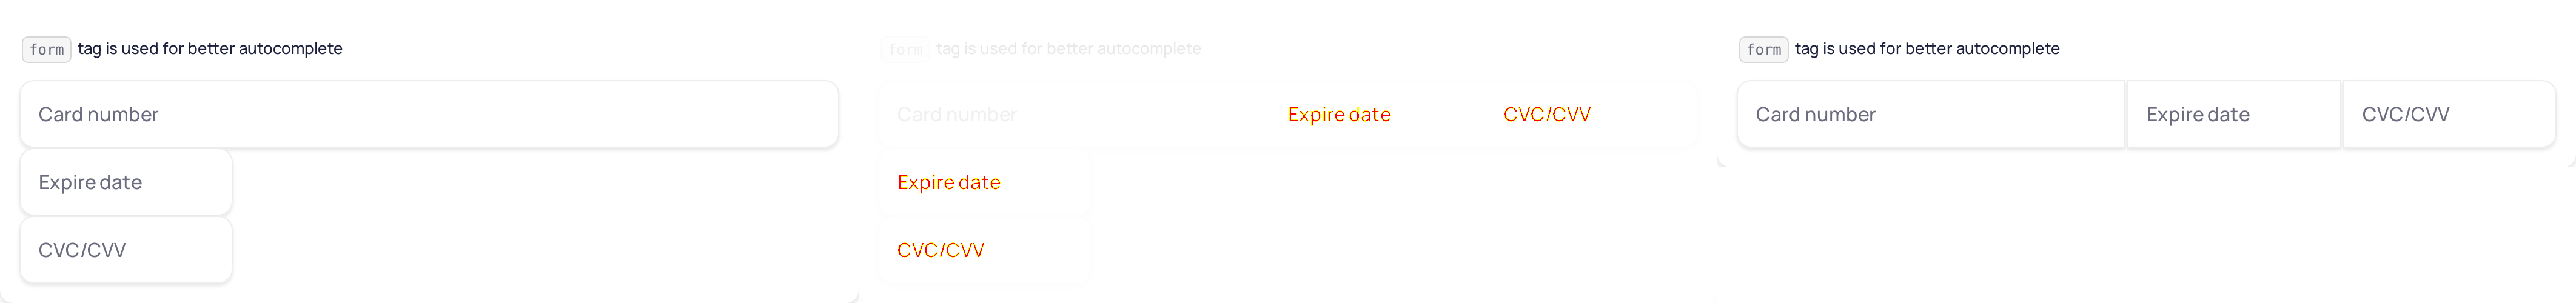 form tag is used for better autocomplete
Card number
Expire date
CVC/CVV
form tag is used for better autocomplete
Card number Expire date CVC/CVV
Expire date
CVC/CVV
form tag is used for better autocomplete
Card number Expire date CVC/CVV